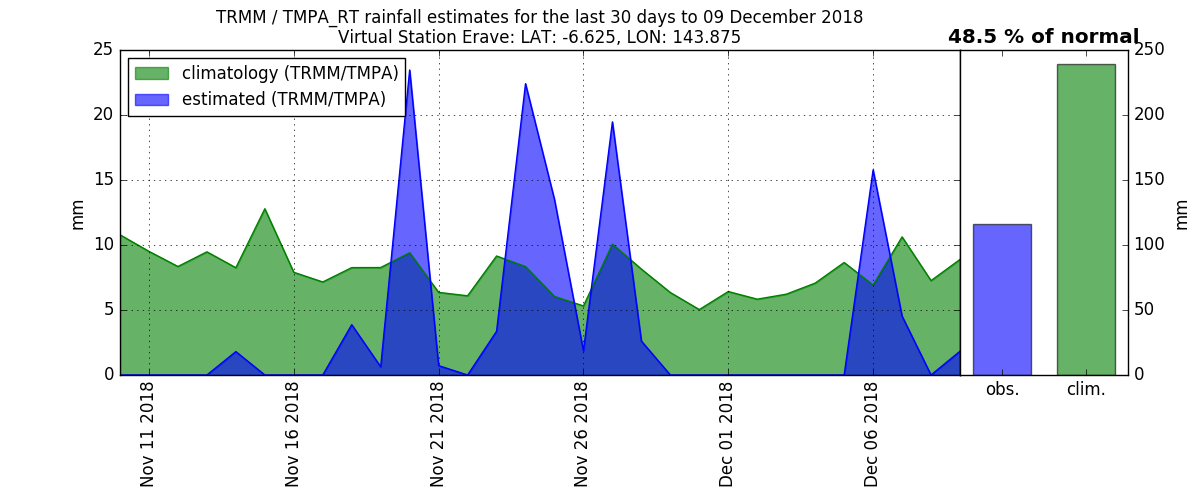 TRMM / TMPA_RT rainfall estimates for the last 30 days to 09 December 2018
Virtual Station Erave: LAT: -6.625, LON: 143.875
48.5 % of normal
climatology (TRMM/TMPA)
estimated (TRMM/TMPA)
25
20
15
10
5
0
mm
Nov 11 2018
Nov 16 2018
Nov 21 2018
Nov 26 2018
Dec 01 2018
Dec 06 2018
obs.
clim.
250
200
150
100
50
0
mm